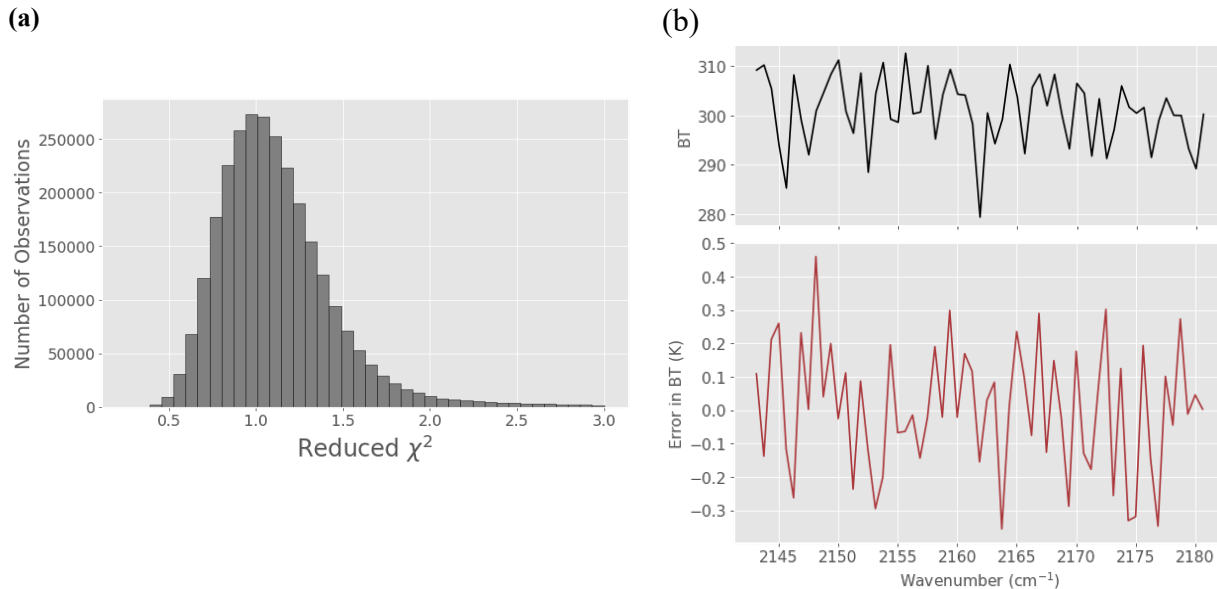 (a)
Number of Observations
250000
200000
150000
100000
50000
0
0.5 1.0 1.5 2.0 2.5 3.0
Reduced χ²
(b)
BT
310
300
290
280
Error in BT (K)
0.5
0.4
0.3
0.2
0.1
0.0
−0.1
−0.2
−0.3
2145 2150 2155 2160 2165 2170 2175 2180
Wavenumber (cm⁻¹)